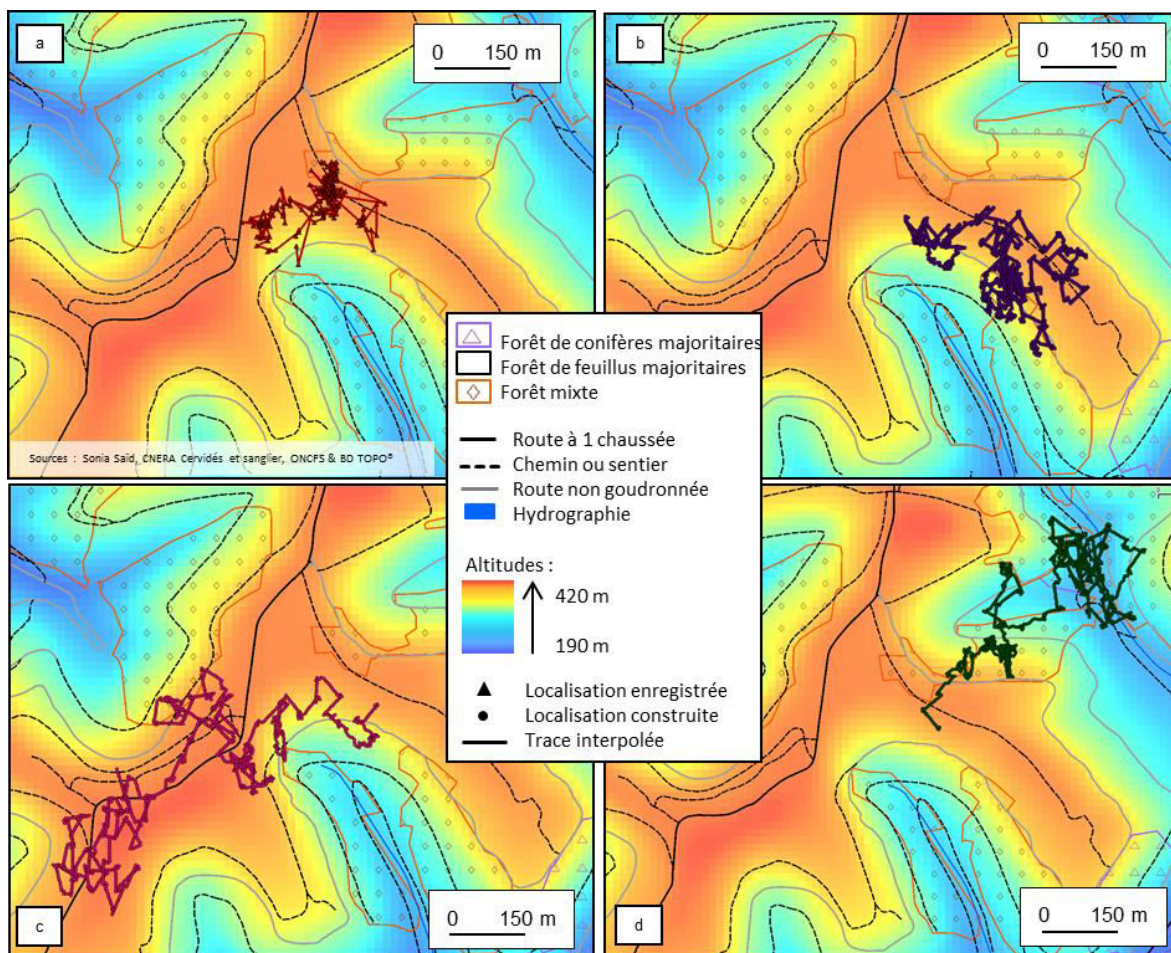 a
0 150 m
b
0 150 m
Forêt de conifères majoritaires
Forêt de feuillus majoritaires
Forêt mixte
Route à 1 chaussée
Chemin ou sentier
Route non goudronnée
Hydrographie
Altitudes :
420 m
190 m
Localisation enregistrée
Localisation construite
Trace interpolée
Sources : Sonia Saïd, CNERA Cervidés et sanglier, ONCFS & BD TOPO®
c
0 150 m
d
0 150 m